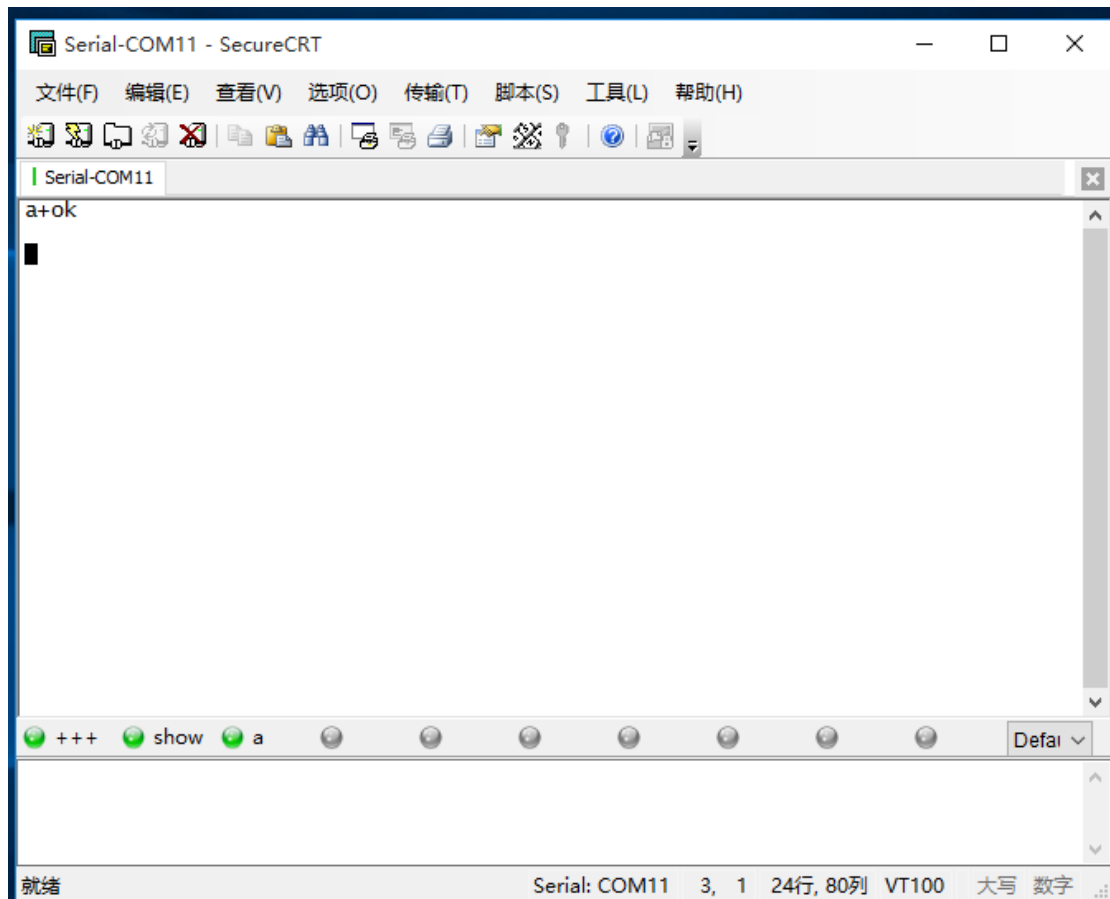 Serial-COM11 - SecureCRT
文件(F) 编辑(E) 查看(V) 选项(O) 传输(T) 脚本(S) 工具(L) 帮助(H)
Serial-COM11
a+ok
+++ show a Defau
就绪 Serial: COM11 3, 1 24行, 80列 VT100 大写 数字